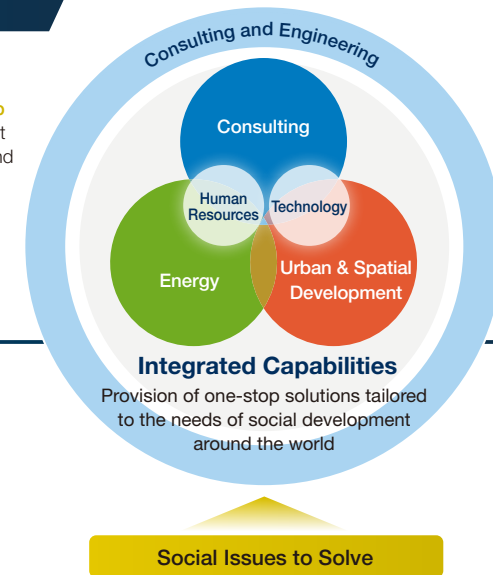 Consulting and Engineering
Consulting
Human
Resources
Technology
Energy
Urban & Spatial
Development
Integrated Capabilities
Provision of one-stop solutions tailored
to the needs of social development
around the world
Social Issues to Solve